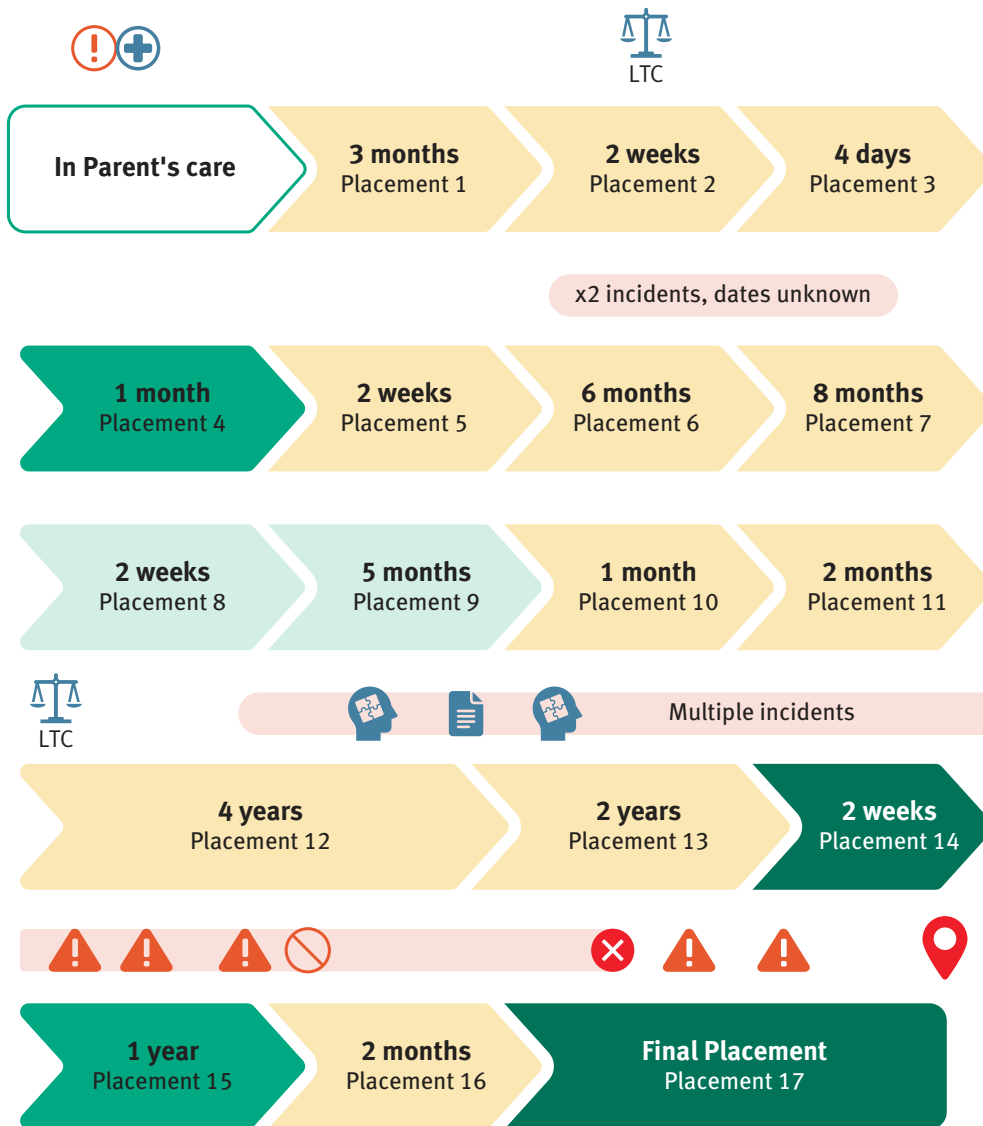 LTC
In Parent's care
3 months
Placement 1
2 weeks
Placement 2
4 days
Placement 3
x2 incidents, dates unknown
1 month
Placement 4
2 weeks
Placement 5
6 months
Placement 6
8 months
Placement 7
2 weeks
Placement 8
5 months
Placement 9
1 month
Placement 10
2 months
Placement 11
LTC
Multiple incidents
4 years
Placement 12
2 years
Placement 13
2 weeks
Placement 14
1 year
Placement 15
2 months
Placement 16
Final Placement
Placement 17